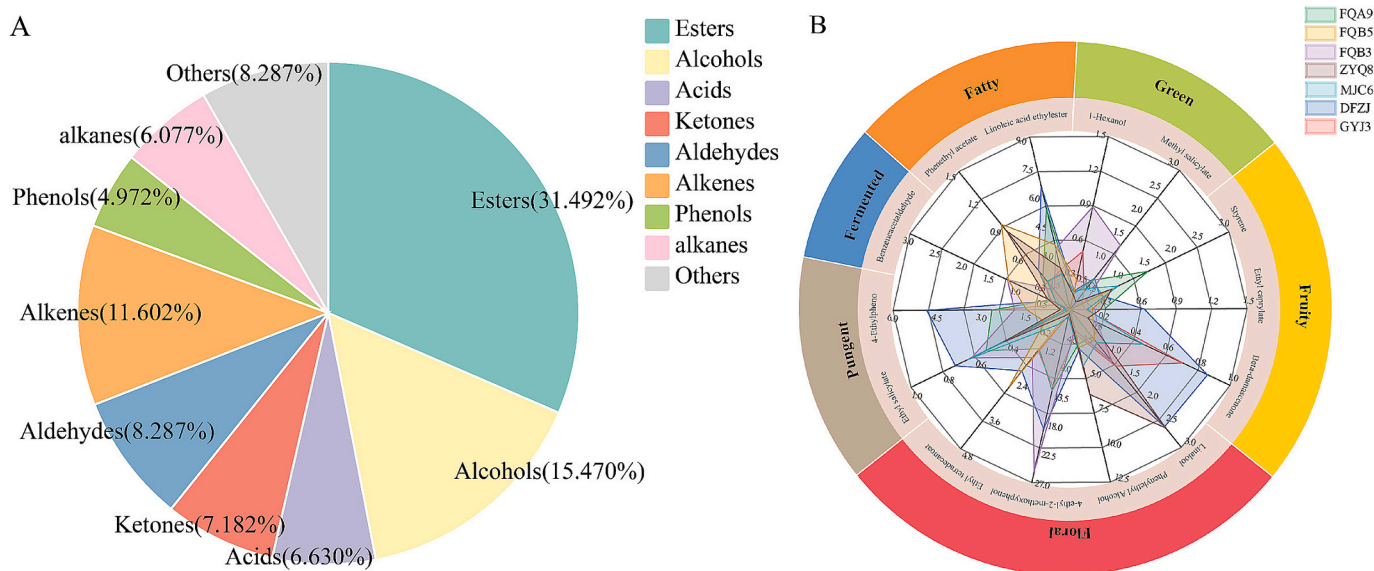 A
Others(8.287%)
alkanes(6.077%)
Phenols(4.972%)
Alkenes(11.602%)
Aldehydes(8.287%)
Ketones(7.182%)
Acids(6.630%)
Alcohols(15.470%)
Esters(31.492%)
Esters
Alcohols
Acids
Ketones
Aldehydes
Alkenes
Phenols
alkanes
Others
B
FQA9
FQB5
FQB3
ZYQ8
MJC6
DFZJ
GYJ3
Fatty
Green
Fruity
Floral
Pungent
Fermented
Linoleic acid ethylester
1-Hexanol
Methyl salicylate
Styrene
Ethyl caprylate
Beta-damascenone
Linalool
Phenylethyl Alcohol
4-ethyl-2-methoxyphenol
Ethyl tetradecanoat
Ethyl salicylate
4-Ethylpheno
Benzeneacetaldehyde
Phenethyl acetate
9.0
7.5
6.0
4.5
1.5
1.2
0.9
0.6
3.0
2.5
2.0
1.5
1.0
3.0
1.0
1.5
1.2
0.9
0.6
1.0
0.8
0.6
0.4
0.2
3.0
2.5
2.0
1.5
1.0
12.5
10.0
7.5
5.0
27.0
22.5
18.0
13.5
4.8
3.6
2.4
1.2
1.0
0.8
0.6
0.4
6.0
4.5
3.0
1.5
3.0
2.5
2.0
1.5
1.0
1.5
1.2
0.6